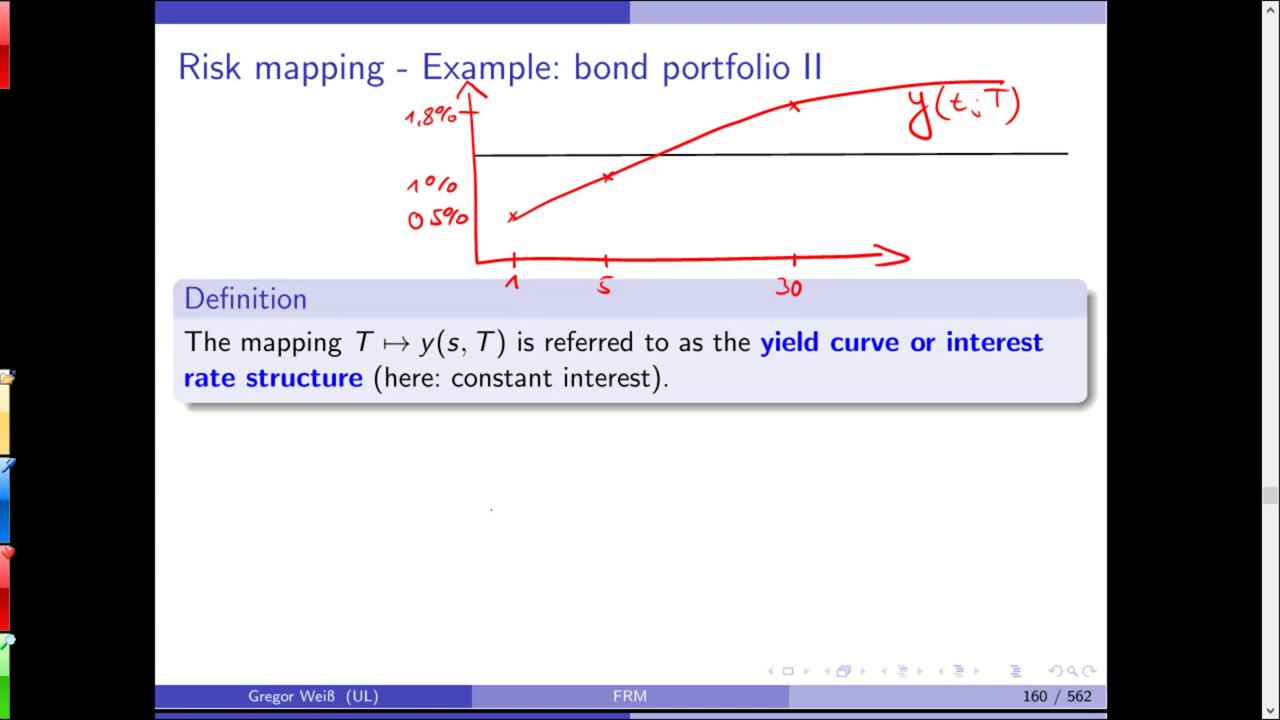 Risk mapping - Example: bond portfolio II
1,8%
y(t,T)
1%
0 5%
1 5 30
Definition
The mapping T ↦ y(s, T) is referred to as the yield curve or interest
rate structure (here: constant interest).
Gregor Weiß (UL) FRM 160 / 562